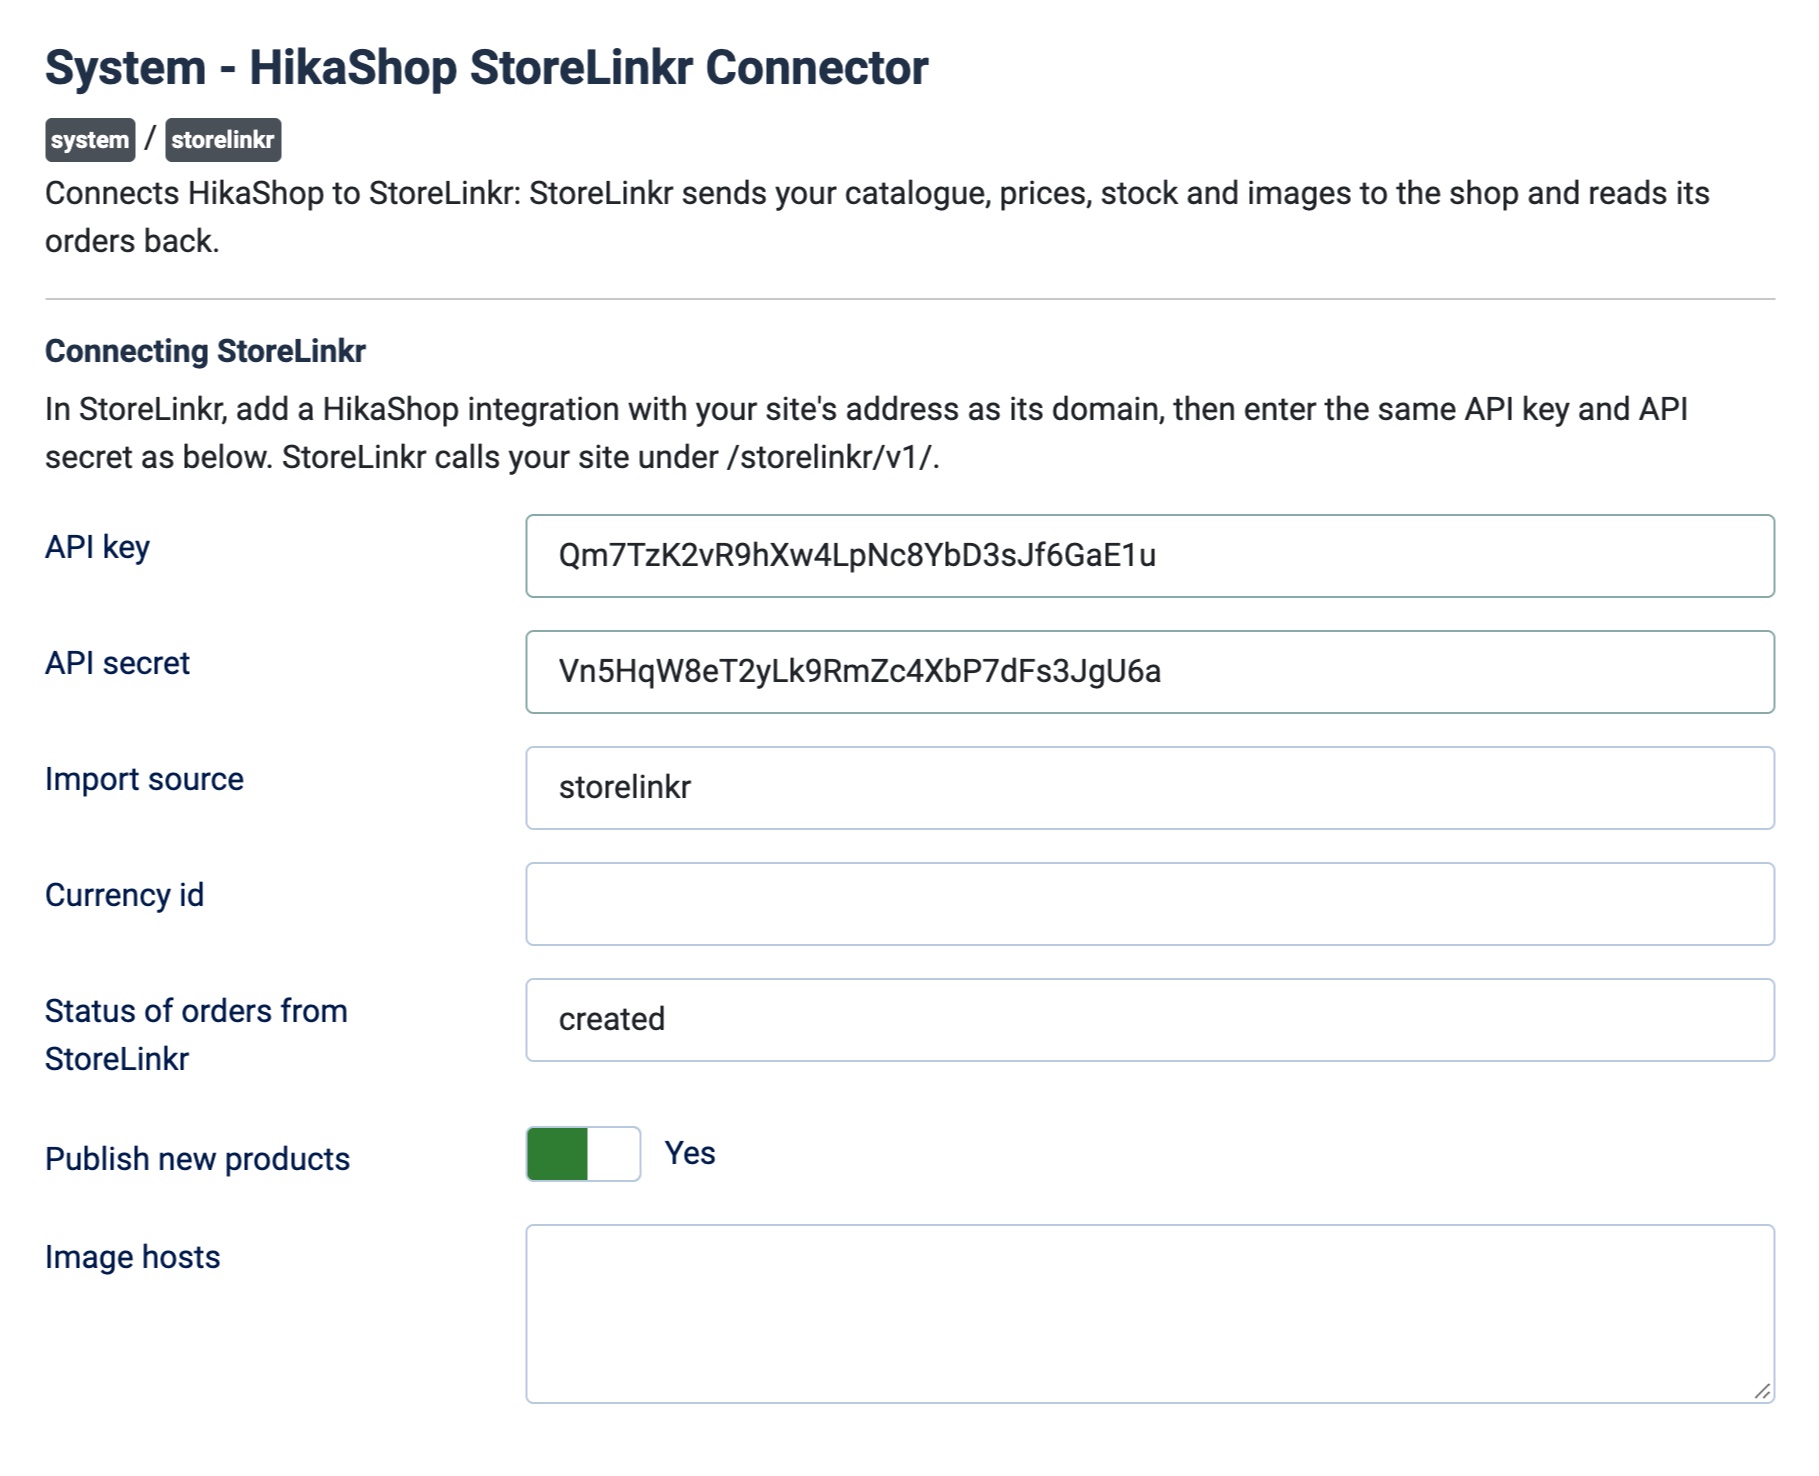 System - HikaShop StoreLinkr Connector
system / storelinkr
Connects HikaShop to StoreLinkr: StoreLinkr sends your catalogue, prices, stock and images to the shop and reads its
orders back.
Connecting StoreLinkr
In StoreLinkr, add a HikaShop integration with your site's address as its domain, then enter the same API key and API
secret as below. StoreLinkr calls your site under /storelinkr/v1/.
API key
Qm7TzK2vR9hXw4LpNc8YbD3sJf6GaE1u
API secret
Vn5HqW8eT2yLk9RmZc4XbP7dFs3JgU6a
Import source
storelinkr
Currency id
Status of orders from
StoreLinkr
created
Publish new products
Yes
Image hosts